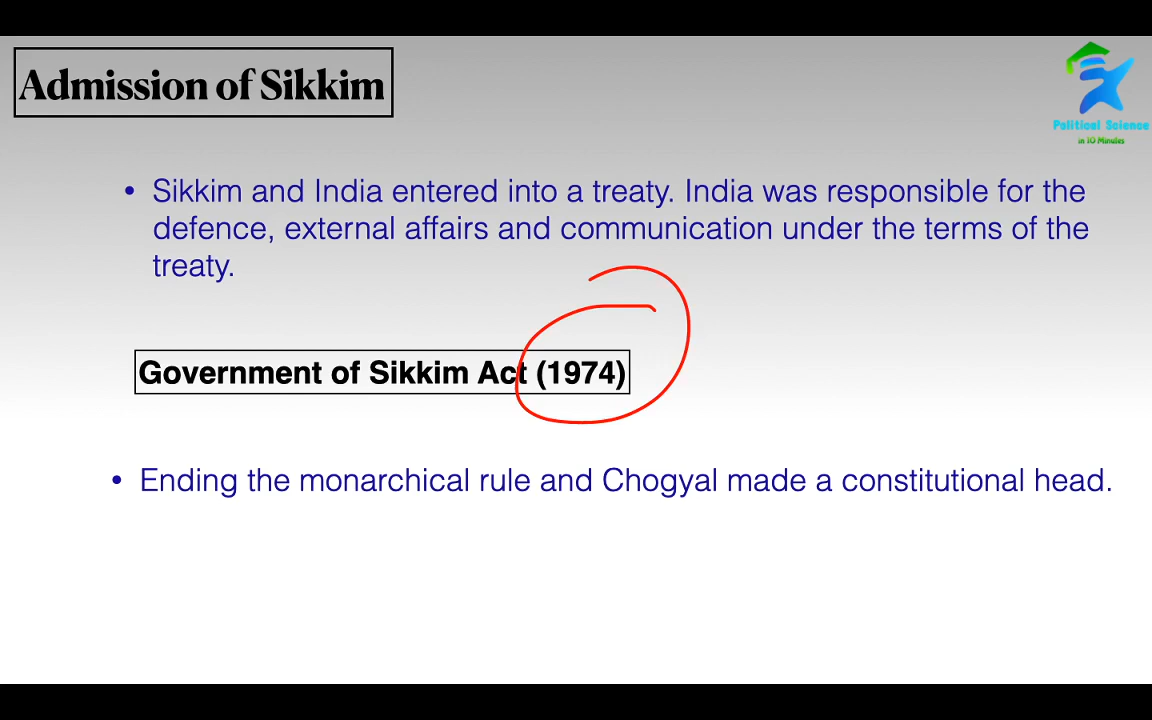 Admission of Sikkim
Political Science
in 10 Minutes
• Sikkim and India entered into a treaty. India was responsible for the
defence, external affairs and communication under the terms of the
treaty.
Government of Sikkim Act (1974)
• Ending the monarchical rule and Chogyal made a constitutional head.